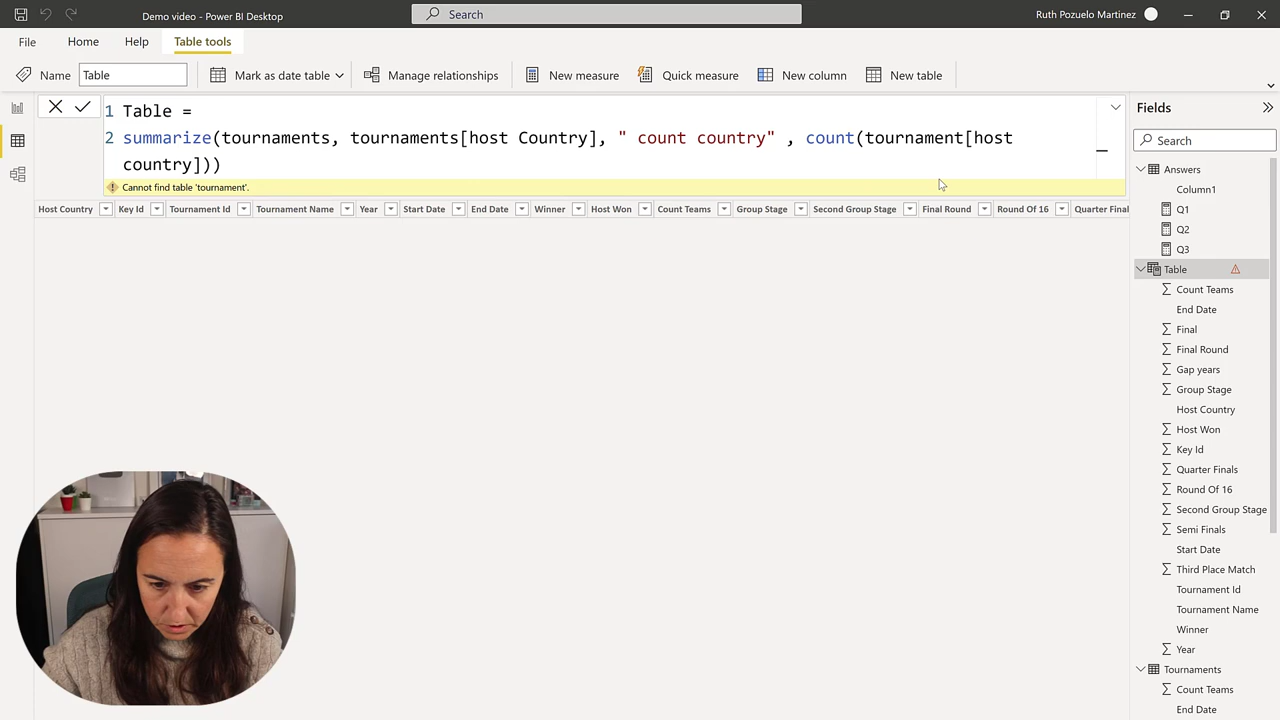 Demo video - Power BI Desktop
Search
Ruth Pozuelo Martinez
File
Home
Help
Table tools
Name
Table
Mark as date table
Manage relationships
New measure
Quick measure
New column
New table
1 Table =
2 summarize(tournaments, tournaments[host Country], " count country" , count(tournament[host
country]))
Cannot find table 'tournament'.
Host Country
Key Id
Tournament Id
Tournament Name
Year
Start Date
End Date
Winner
Host Won
Count Teams
Group Stage
Second Group Stage
Final Round
Round Of 16
Quarter Final
Fields
Search
Answers
Column1
Q1
Q2
Q3
Table
Count Teams
End Date
Final
Final Round
Gap years
Group Stage
Host Country
Host Won
Key Id
Quarter Finals
Round Of 16
Second Group Stage
Semi Finals
Start Date
Third Place Match
Tournament Id
Tournament Name
Winner
Year
Tournaments
Count Teams
End Date